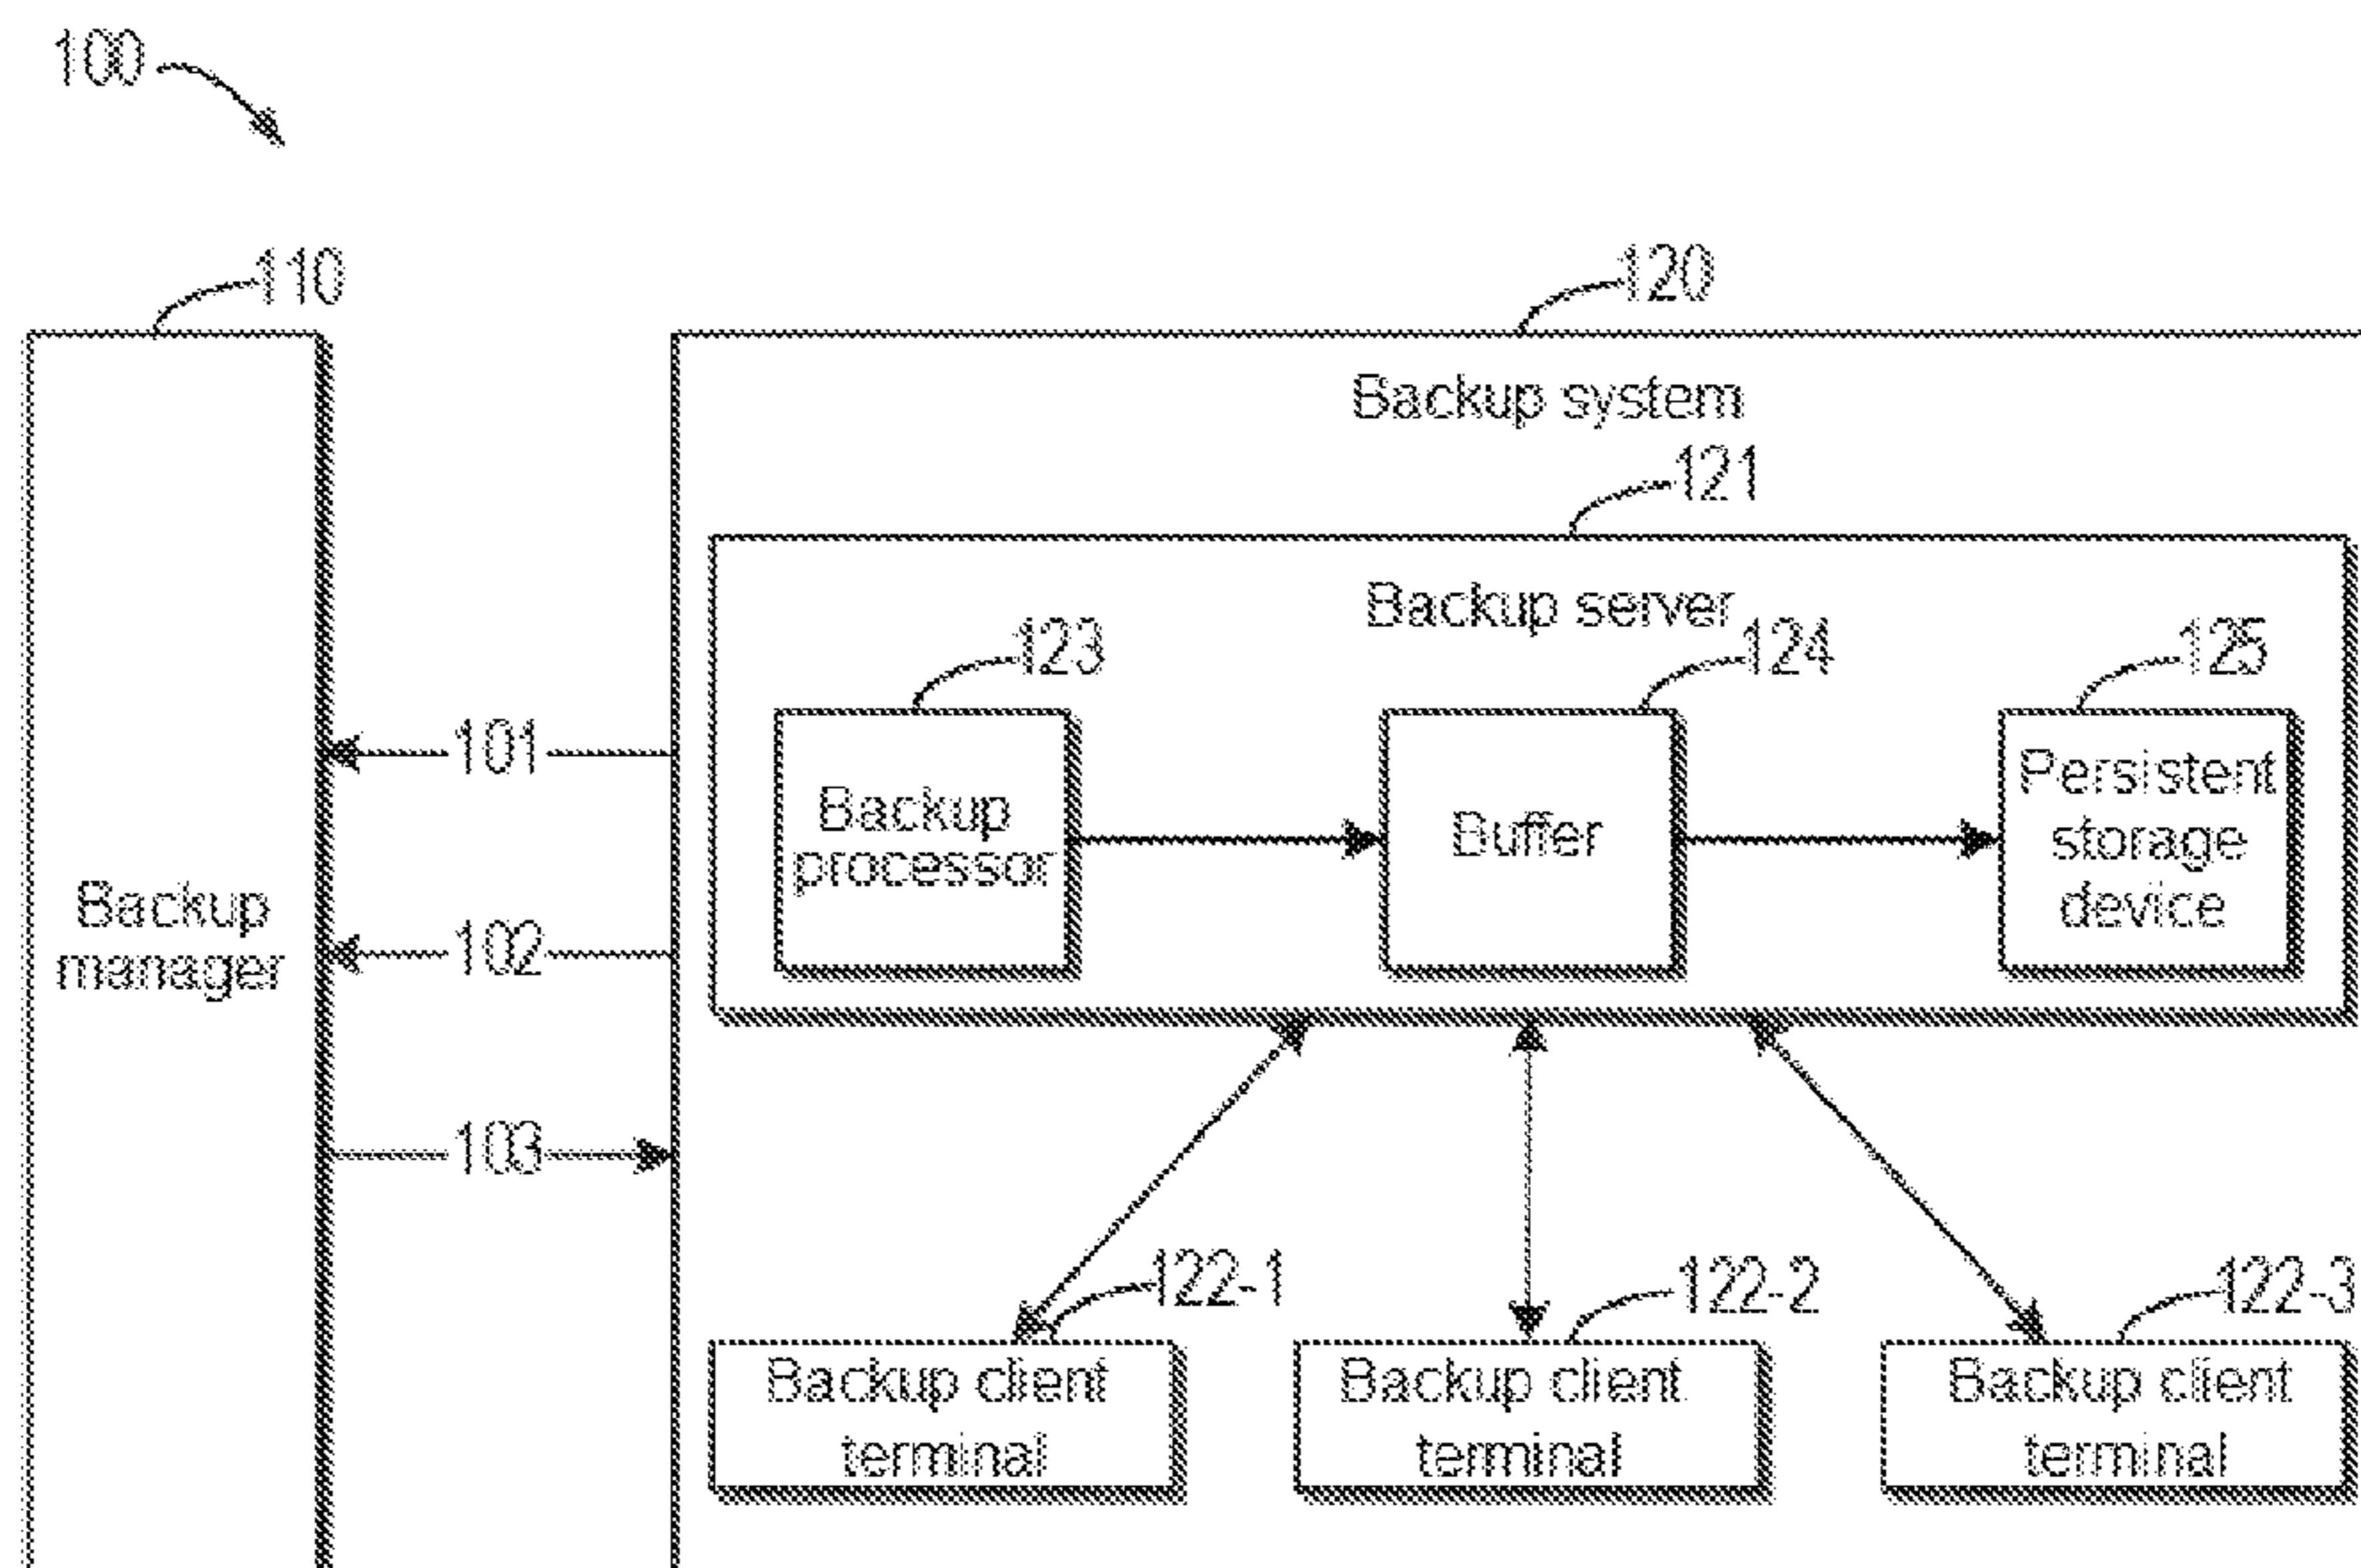 100
110
120
Backup system
121
Backup server
123
124
125
101
Backup
processor
Buffer
Persistent
storage
device
Backup
manager
102
103
122-1
122-2
122-3
Backup client
terminal
Backup client
terminal
Backup client
terminal